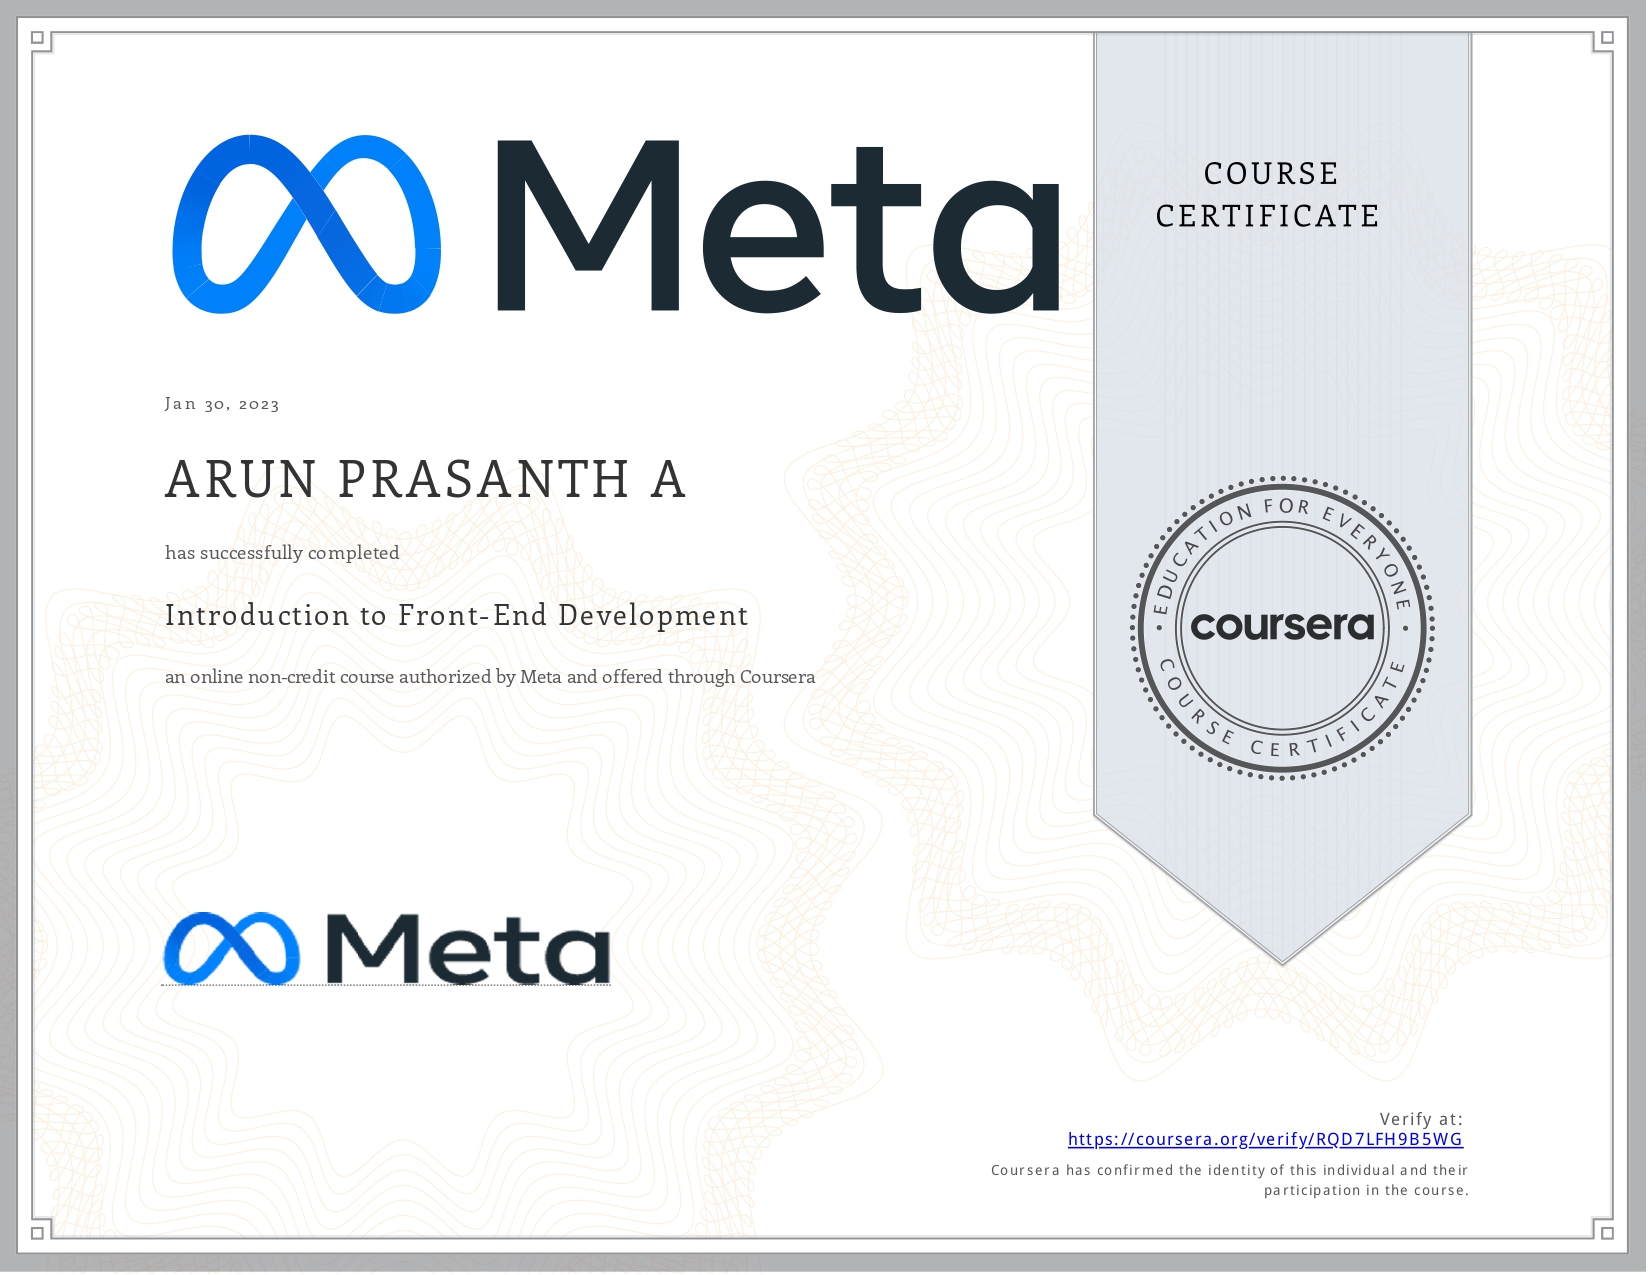 Meta
COURSE
CERTIFICATE
Jan 30, 2023
ARUN PRASANTH A
has successfully completed
Introduction to Front-End Development
an online non-credit course authorized by Meta and offered through Coursera
EDUCATION FOR EVERYONE
coursera
COURSE CERTIFICATE
Meta
Verify at:
https://coursera.org/verify/RQD7LFH9B5WG
Coursera has confirmed the identity of this individual and their
participation in the course.